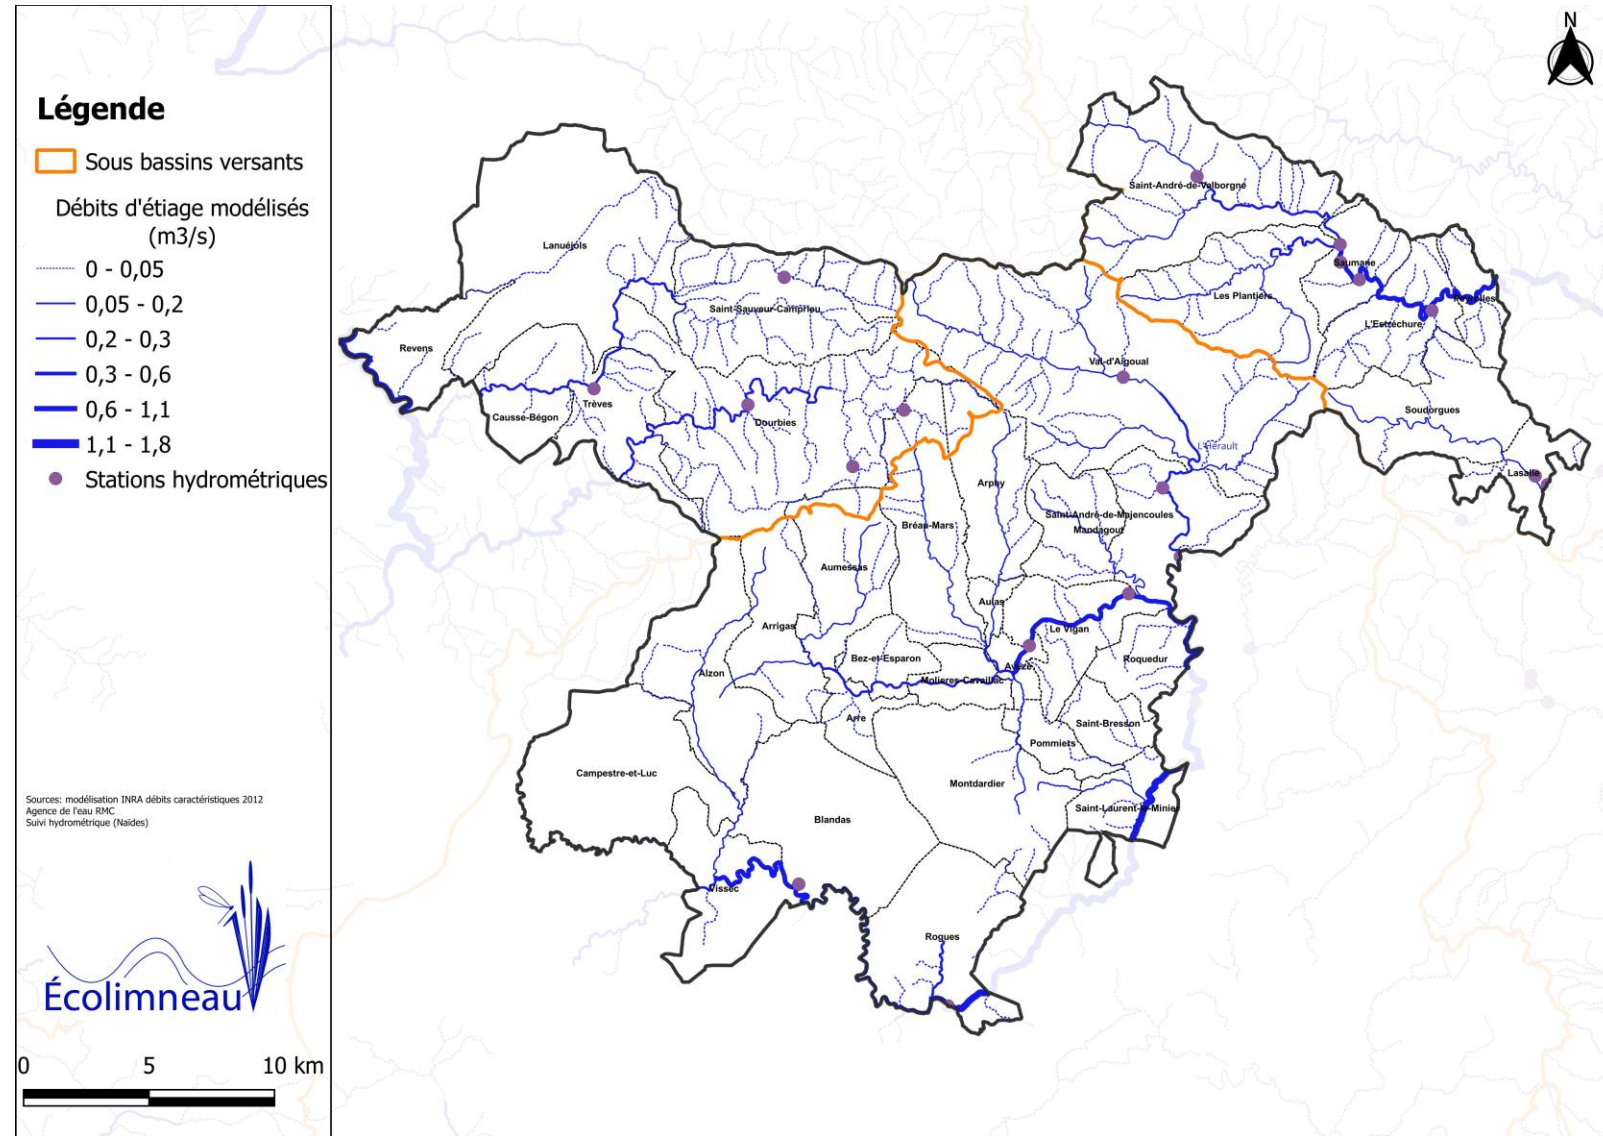 N
Légende
Sous bassins versants
Débits d'étiage modélisés
(m3/s)
0 - 0,05
0,05 - 0,2
0,2 - 0,3
0,3 - 0,6
0,6 - 1,1
1,1 - 1,8
Stations hydrométriques
Sources: modélisation INRA débits caractéristiques 2012
Agence de l'eau RMC
Suivi hydrométrique (Naïdes)
Écolimneau
0 5 10 km
Saint-André-de-Valborgne
Lanuéjols
Saumane
Les Plantiers
Peyrolles
Saint-Sauveur-Camprieu
L'Estréchure
Revens
Val-d'Aigoual
Trèves
Causse-Bégon
Dourbies
Soudorgues
L'Hérault
Lasalle
Arphy
Saint-André-de-Majencoules
Bréau-Mars
Mandagout
Aumessas
Aulas
Arrigas
Le Vigan
Bez-et-Esparon
Roquedur
Avèze
Alzon
Molières-Cavaillac
Arre
Saint-Bresson
Pommiers
Campestre-et-Luc
Montdardier
Saint-Laurent-le-Minier
Blandas
Vissec
Rogues